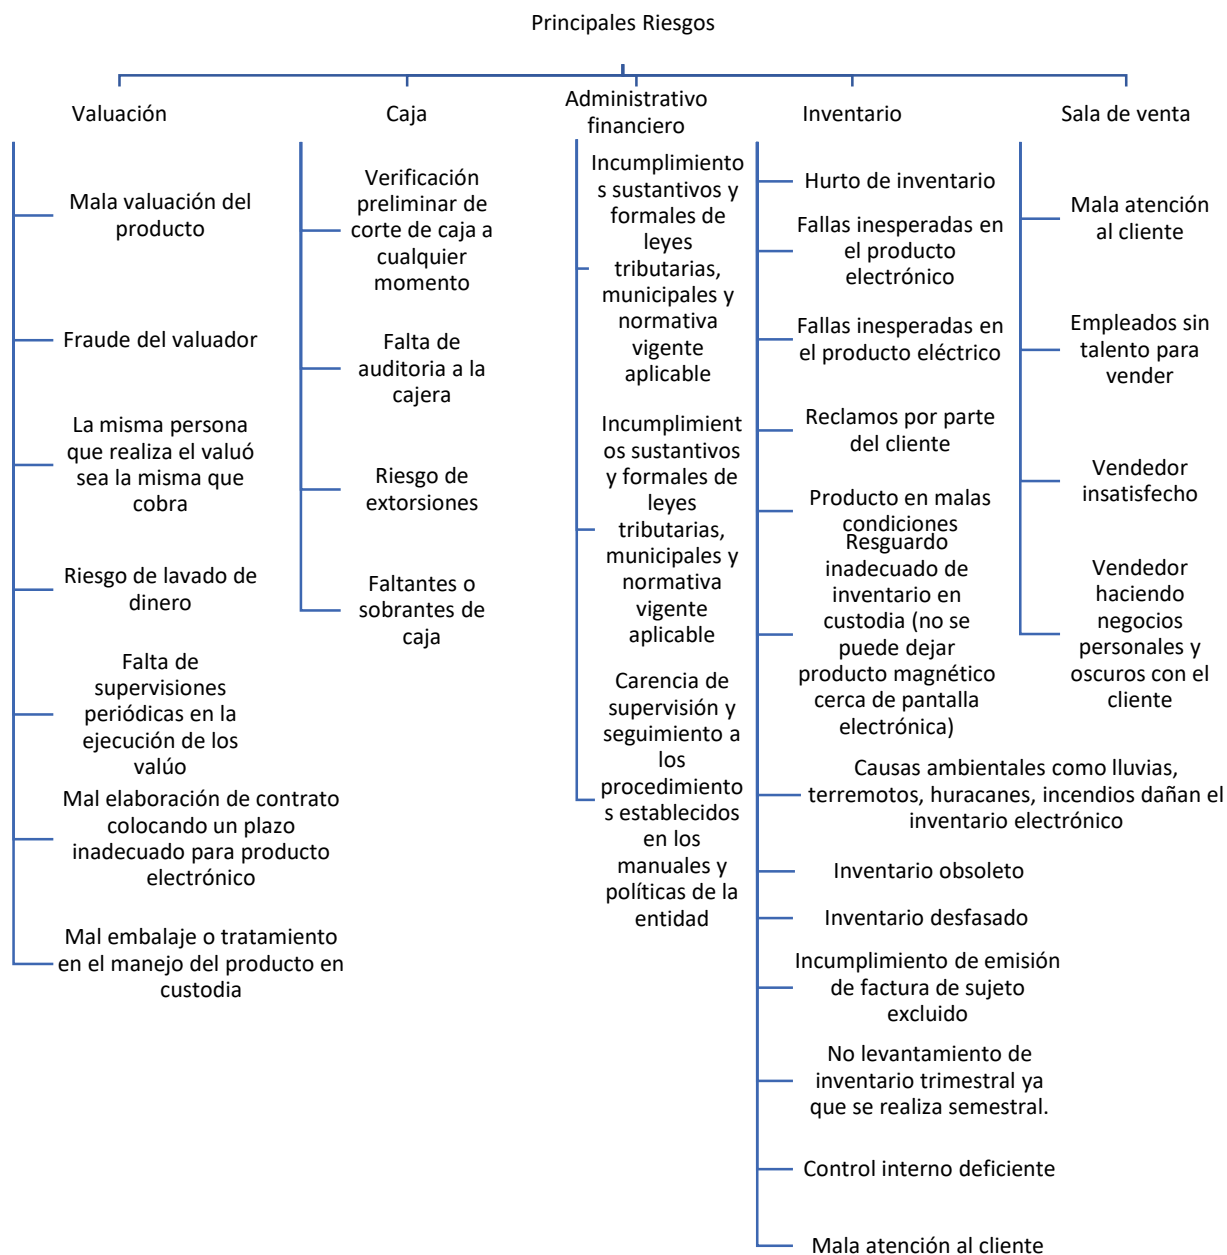 Principales Riesgos
Valuación
Mala valuación del
producto
Fraude del valuador
La misma persona
que realiza el valuó
sea la misma que
cobra
Riesgo de lavado de
dinero
Falta de
supervisiones
periódicas en la
ejecución de los
valúo
Mal elaboración de contrato
colocando un plazo
inadecuado para producto
electrónico
Mal embalaje o tratamiento
en el manejo del producto en
custodia
Caja
Verificación
preliminar de
corte de caja a
cualquier
momento
Falta de
auditoria a la
cajera
Riesgo de
extorsiones
Faltantes o
sobrantes de
caja
Administrativo
financiero
Incumplimiento
s sustantivos y
formales de
leyes
tributarias,
municipales y
normativa
vigente
aplicable
Incumplimient
os sustantivos
y formales de
leyes
tributarias,
municipales y
normativa
vigente
aplicable
Carencia de
supervisión y
seguimiento a
los
procedimiento
s establecidos
en los
manuales y
políticas de la
entidad
Inventario
Hurto de inventario
Fallas inesperadas en
el producto
electrónico
Fallas inesperadas en
el producto eléctrico
Reclamos por parte
del cliente
Producto en malas
condiciones
Resguardo
inadecuado de
inventario en
custodia (no se
puede dejar
producto magnético
cerca de pantalla
electrónica)
Causas ambientales como lluvias,
terremotos, huracanes, incendios dañan el
inventario electrónico
Inventario obsoleto
Inventario desfasado
Incumplimiento de emisión
de factura de sujeto
excluido
No levantamiento de
inventario trimestral ya
que se realiza semestral.
Control interno deficiente
Mala atención al cliente
Sala de venta
Mala atención
al cliente
Empleados sin
talento para
vender
Vendedor
insatisfecho
Vendedor
haciendo
negocios
personales y
oscuros con el
cliente